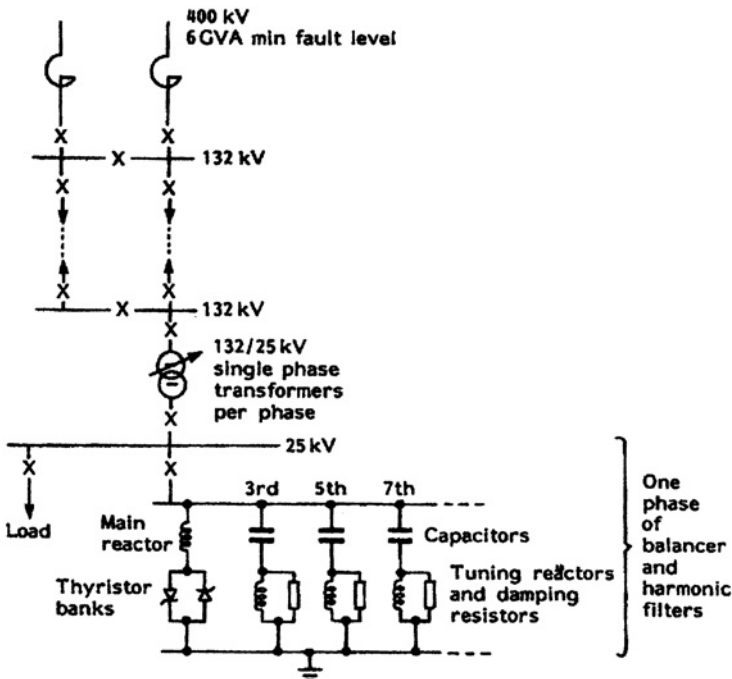 400 kV
6 GVA min fault level
132 kV
132 kV
132/25 kV
single phase
transformers
per phase
25 kV
Load
Main
reactor
Thyristor
banks
3rd 5th 7th
Capacitors
Tuning reactors
and damping
resistors
One
phase
of
balancer
and
harmonic
filters